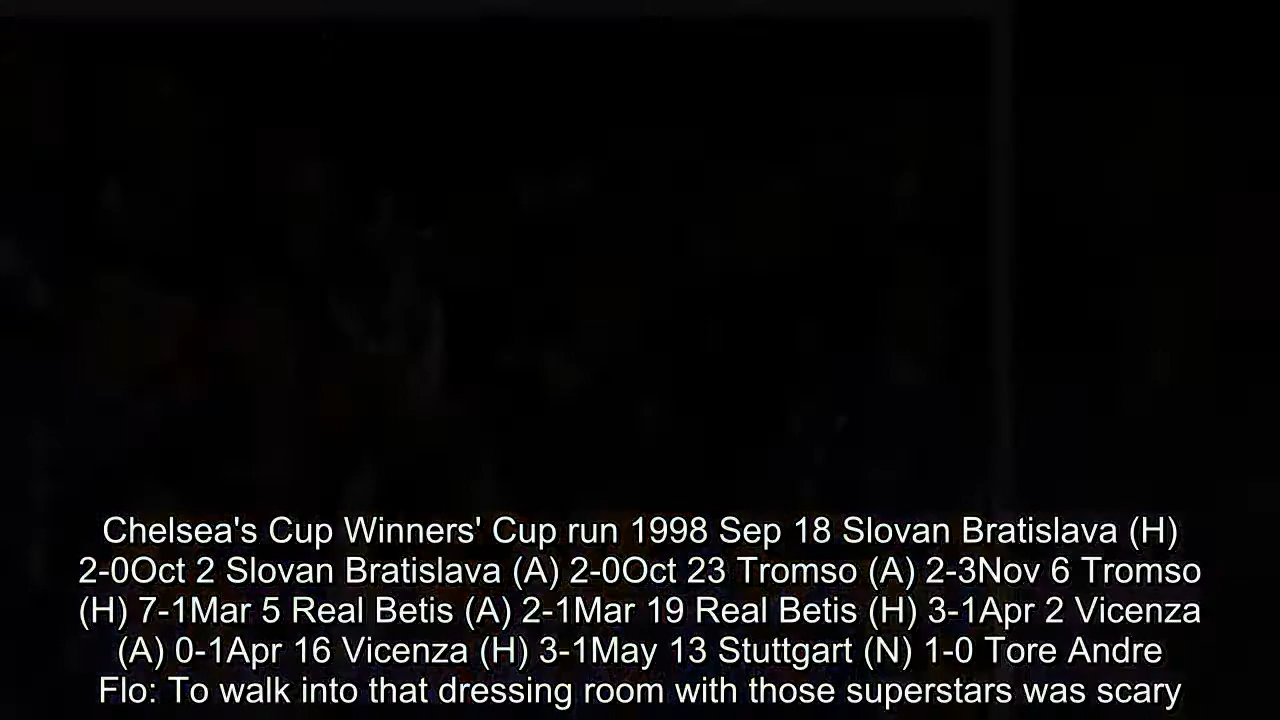 Chelsea's Cup Winners' Cup run 1998 Sep 18 Slovan Bratislava (H)
2-0Oct 2 Slovan Bratislava (A) 2-0Oct 23 Tromso (A) 2-3Nov 6 Tromso
(H) 7-1Mar 5 Real Betis (A) 2-1Mar 19 Real Betis (H) 3-1Apr 2 Vicenza
(A) 0-1Apr 16 Vicenza (H) 3-1May 13 Stuttgart (N) 1-0 Tore Andre
Flo: To walk into that dressing room with those superstars was scary